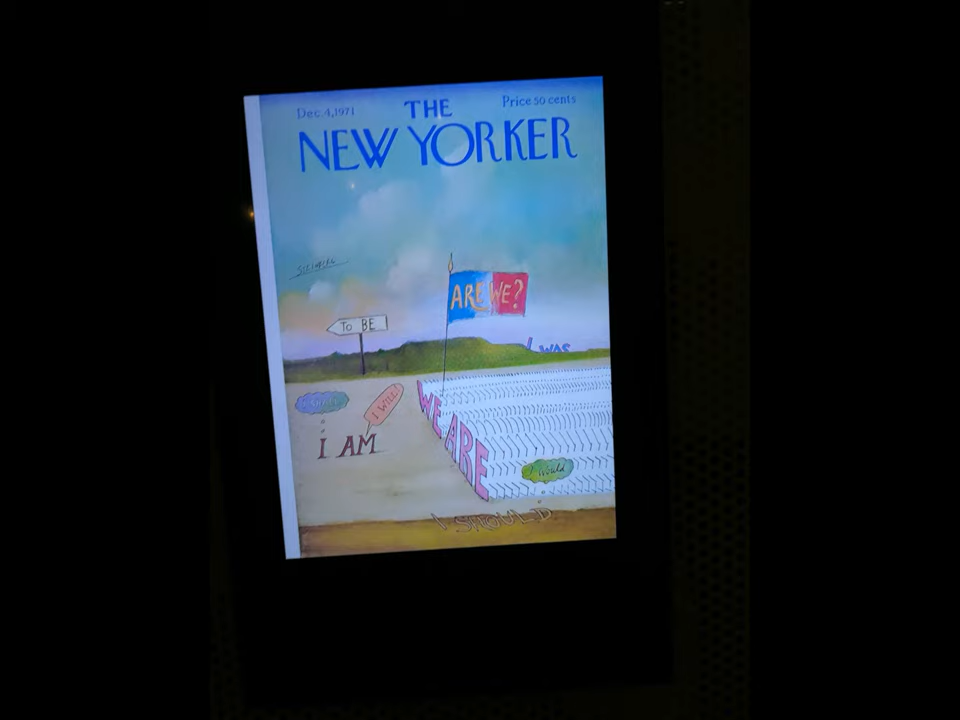 Dec. 4, 1971
THE
Price 50 cents
NEW YORKER
STEINBERG
ARE WE?
TO BE
I WAS
I WILL!
I AM
WE ARE
I Would
I SHOULD